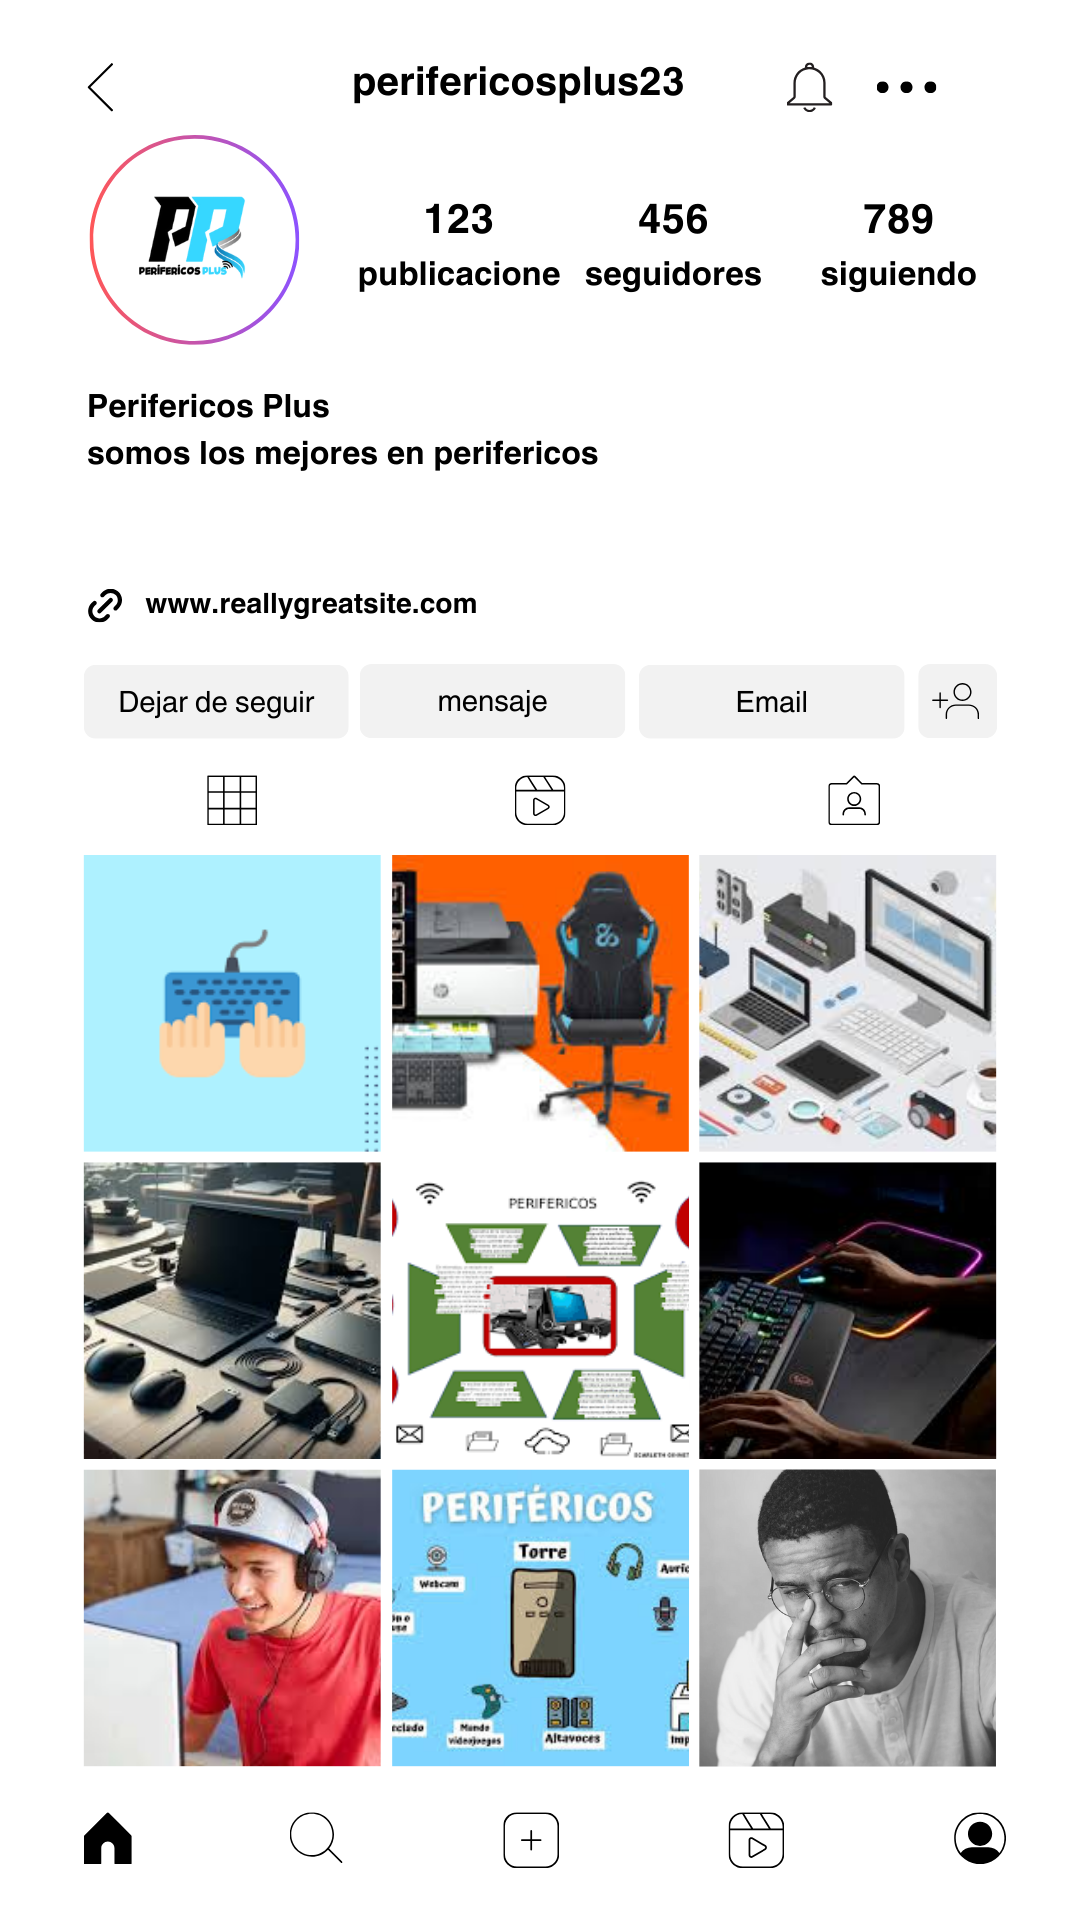 perifericosplus23
PR
PERIFERICOS PLUS
123
publicacione
456
seguidores
789
siguiendo
Perifericos Plus
somos los mejores en perifericos
www.reallygreatsite.com
Dejar de seguir
mensaje
Email
hp
PERIFERICOS
PERIFÉRICOS
Torre
Webcam
Auric
Mando
videojuegos
Altavoces
eclado
Imp